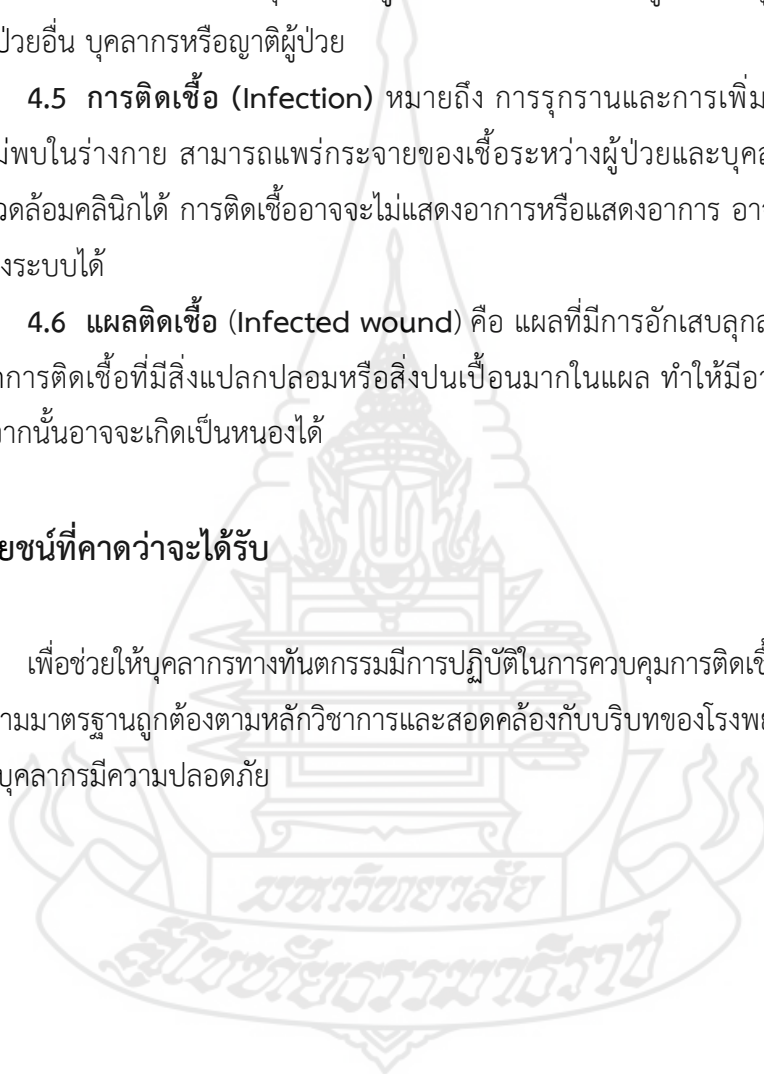 ป่วยอื่น บุคลากรหรือญาติผู้ป่วย
4.5 การติดเชื้อ (Infection) หมายถึง การรุกรานและการเพิ่ม
พบในร่างกาย สามารถแพร่กระจายของเชื้อระหว่างผู้ป่วยและบุคล
วดล้อมคลินิกได้ การติดเชื้ออาจจะไม่แสดงอาการหรือแสดงอาการ อา
งระบบได้
4.6 แผลติดเชื้อ (Infected wound) คือ แผลที่มีการอักเสบลุกล
การติดเชื้อที่มีสิ่งแปลกปลอมหรือสิ่งปนเปื้อนมากในแผล ทำให้มีอา
จากนั้นอาจจะเกิดเป็นหนองได้
ยชน์ที่คาดว่าจะได้รับ
เพื่อช่วยให้บุคลากรทางทันตกรรมมีการปฏิบัติในการควบคุมการติดเชื้
ามมาตรฐานถูกต้องตามหลักวิชาการและสอดคล้องกับบริบทของโรงพย
บุคลากรมีความปลอดภัย
มหาวิทยาลัย
สุโขทัยธรรมาธิราช